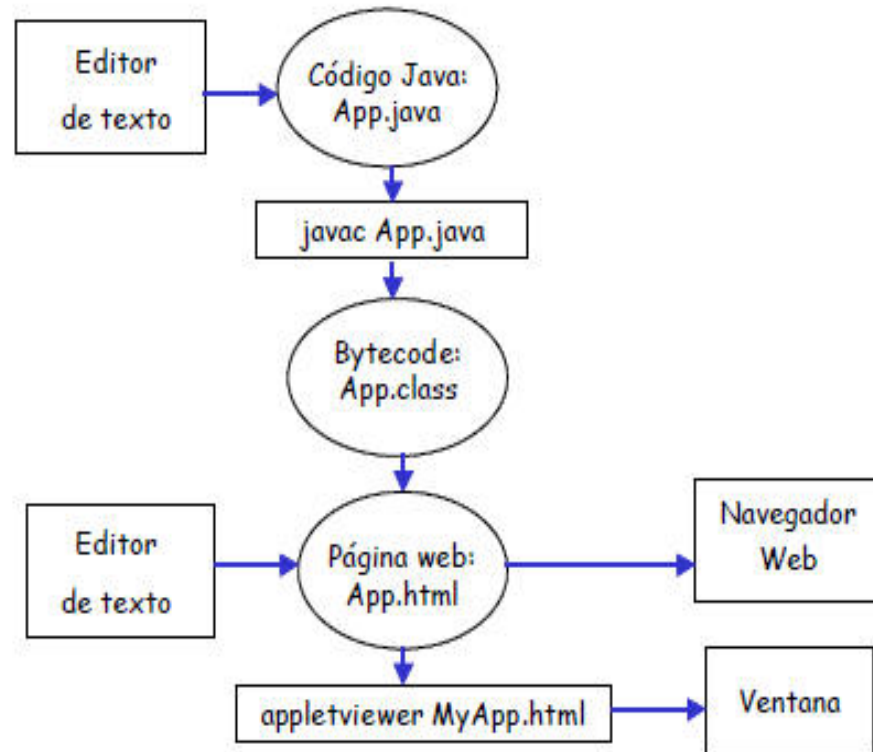 Editor
de texto
Código Java:
App.java
javac App.java
Bytecode:
App.class
Editor
de texto
Página web:
App.html
Navegador
Web
appletviewer MyApp.html
Ventana